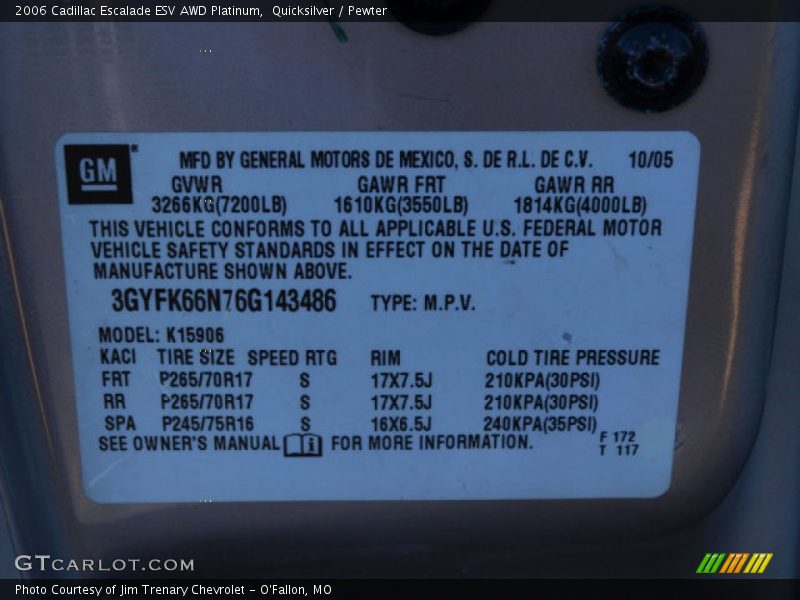 2006 Cadillac Escalade ESV AWD Platinum,  Quicksilver / Pewter
GM
MFD BY GENERAL MOTORS DE MEXICO, S. DE R.L. DE C.V. 10/05
GVWR GAWR FRT GAWR RR
3266KG(7200LB) 1610KG(3550LB) 1814KG(4000LB)
THIS VEHICLE CONFORMS TO ALL APPLICABLE U.S. FEDERAL MOTOR
VEHICLE SAFETY STANDARDS IN EFFECT ON THE DATE OF
MANUFACTURE SHOWN ABOVE.
3GYFK66N76G143486 TYPE: M.P.V.
MODEL: K15906
KACI TIRE SIZE SPEED RTG RIM COLD TIRE PRESSURE
FRT P265/70R17 S 17X7.5J 210KPA(30PSI)
RR P265/70R17 S 17X7.5J 210KPA(30PSI)
SPA P245/75R16 S 16X6.5J 240KPA(35PSI)
SEE OWNER'S MANUAL FOR MORE INFORMATION. F 172
T 117
GTCARLOT.COM
Photo Courtesy of Jim Trenary Chevrolet - O'Fallon, MO